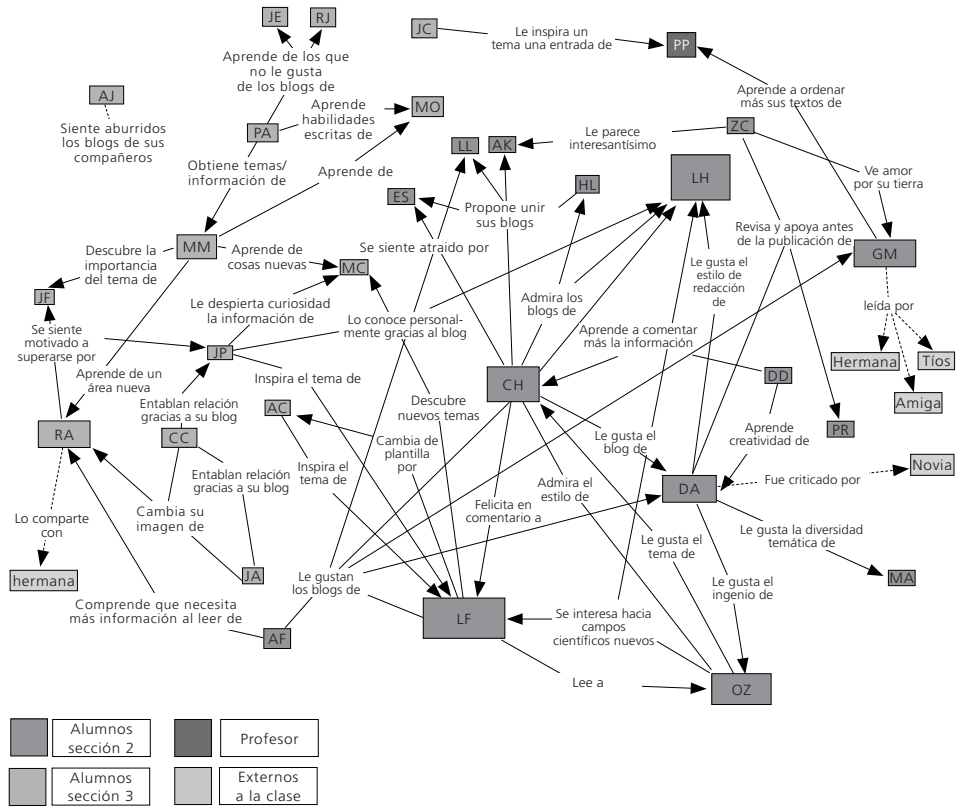 JE
RJ
JC
Le inspira un
tema una entrada de
PP
Aprende de los que
no le gusta
de los blogs de
AJ
Aprende
habilidades
escritas de
MO
Aprende a ordenar
más sus textos de
Siente aburridos
los blogs de sus
compañeros
PA
ZC
Le parece
interesantísimo
LL
AK
Obtiene temas/
información de
Aprende de
LH
Ve amor
por su tierra
ES
HL
Propone unir
sus blogs
MM
Descubre la
importancia
del tema de
Aprende de
cosas nuevas
Se siente atraido por
Revisa y apoya antes
de la publicación de
GM
MC
Le gusta el
estilo de
redacción
de
JF
Le despierta curiosidad
la información de
Admira los
blogs de
leída por
Se siente
motivado a
superarse por
Lo conoce personal-
mente gracias al blog
Aprende a comentar
más la información
JP
Hermana
Tíos
Aprende de un
área nueva
Inspira el tema de
CH
DD
Entablan relación
gracias a su blog
AC
Descubre
nuevos temas
Amiga
RA
CC
Cambia de
plantilla
por
Le gusta el
blog de
Aprende
creatividad de
PR
Entablan relación
gracias a su blog
Inspira el
tema de
Novia
Admira el
estilo de
DA
Fue criticado por
Lo comparte
con
Cambia su
imagen de
Felicita en
comentario a
Le gusta la diversidad
temática de
Le gusta el
tema de
hermana
JA
Le gustan
los blogs de
MA
Le gusta el
ingenio de
Comprende que necesita
más información al leer de
LF
Se interesa hacia
campos
científicos nuevos
AF
Lee a
OZ
Alumnos
sección 2
Profesor
Alumnos
sección 3
Externos
a la clase